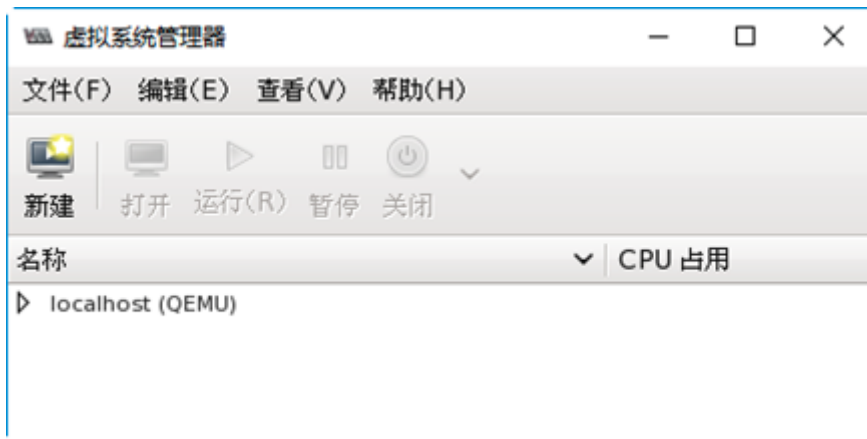 虚拟系统管理器
文件(F) 编辑(E) 查看(V) 帮助(H)
新建 打开 运行(R) 暂停 关闭
名称 CPU 占用
localhost (QEMU)